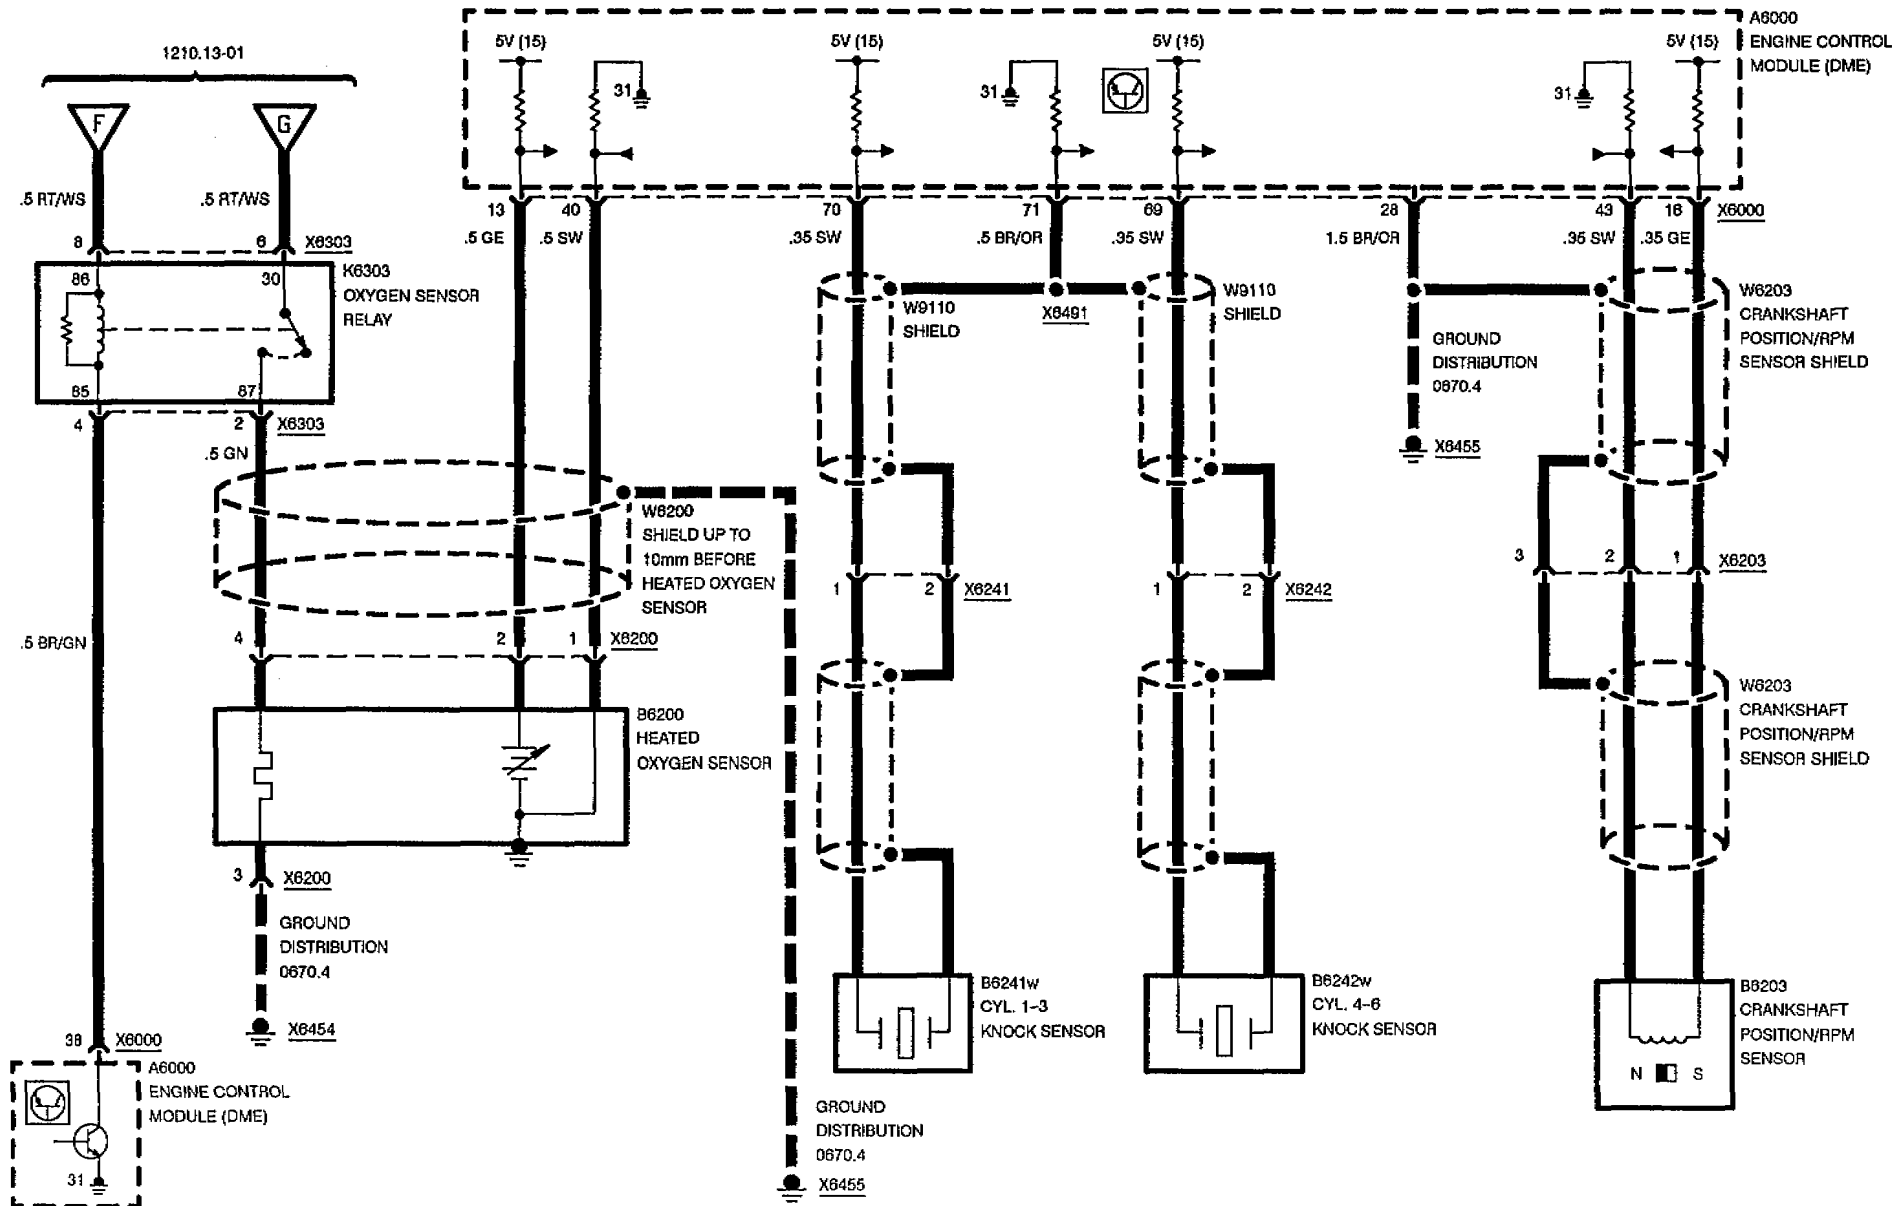 A6000
ENGINE CONTROL
MODULE (DME)
1210.13-01
5V (15)
5V (15)
5V (15)
5V (15)
31
31
31
F
G
.5 RT/WS
.5 RT/WS
13
40
70
71
69
28
43
16
X6000
.5 GE
.5 SW
.35 SW
.5 BR/OR
.35 SW
1.5 BR/OR
.35 SW
.35 GE
8
6
X6303
86
30
K6303
OXYGEN SENSOR
RELAY
85
87
4
2
X6303
.5 GN
W9110
SHIELD
X6491
W9110
SHIELD
GROUND
DISTRIBUTION
0670.4
X6455
W6203
CRANKSHAFT
POSITION/RPM
SENSOR SHIELD
W6200
SHIELD UP TO
10mm BEFORE
HEATED OXYGEN
SENSOR
1
2
X6241
1
2
X6242
3
2
1
X6203
.5 BR/GN
4
2
1
X6200
B6200
HEATED
OXYGEN SENSOR
W6203
CRANKSHAFT
POSITION/RPM
SENSOR SHIELD
3
X6200
GROUND
DISTRIBUTION
0670.4
X6454
B6241w
CYL. 1-3
KNOCK SENSOR
B6242w
CYL. 4-6
KNOCK SENSOR
B6203
CRANKSHAFT
POSITION/RPM
SENSOR
N
S
38
X6000
A6000
ENGINE CONTROL
MODULE (DME)
31
GROUND
DISTRIBUTION
0670.4
X6455